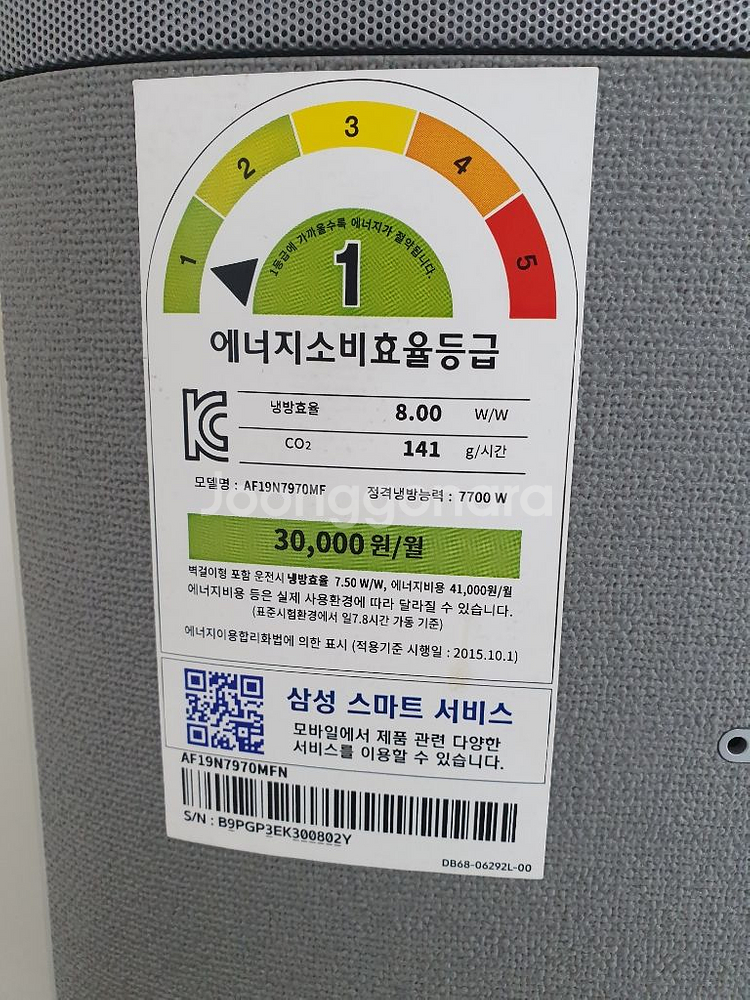 1
2
3
4
5
1등급에 가까울수록 에너지가 절약됩니다.
1
에너지소비효율등급
냉방효율 8.00 W/W
CO₂ 141 g/시간
모델명 : AF19N7970MF 정격냉방능력 : 7700 W
Joonggonara
30,000원/월
벽걸이형 포함 운전시 냉방효율 7.50 W/W, 에너지비용 41,000원/월
에너지비용 등은 실제 사용환경에 따라 달라질 수 있습니다.
(표준시험환경에서 일7.8시간 가동 기준)
에너지이용합리화법에 의한 표시 (적용기준 시행일 : 2015.10.1)
삼성 스마트 서비스
모바일에서 제품 관련 다양한
서비스를 이용할 수 있습니다.
AF19N7970MFN
S/N : B9PGP3EK300802Y
DB68-06292L-00